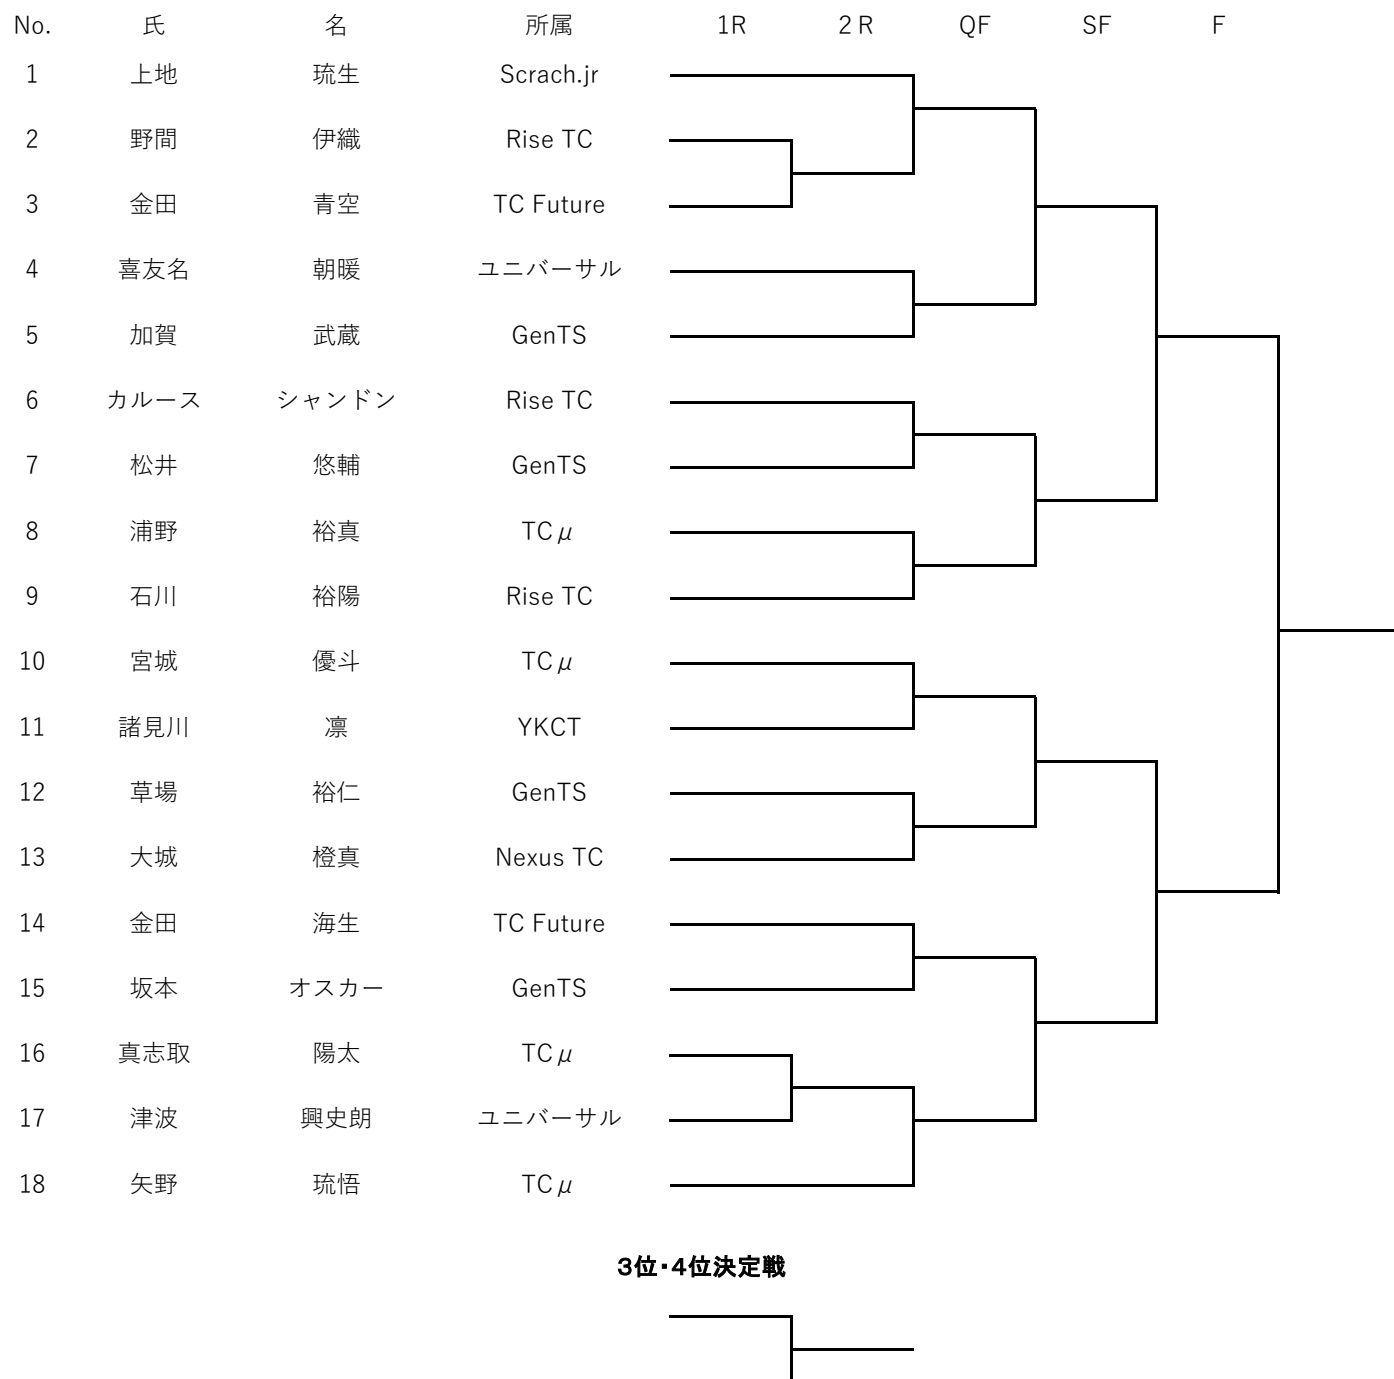 No. 氏 名 所属 1R 2R QF SF F
1 上地 琉生 Scrach.jr
2 野間 伊織 Rise TC
3 金田 青空 TC Future
4 喜友名 朝暖 ユニバーサル
5 加賀 武蔵 GenTS
6 カルース シャンドン Rise TC
7 松井 悠輔 GenTS
8 浦野 裕真 TCμ
9 石川 裕陽 Rise TC
10 宮城 優斗 TCμ
11 諸見川 凛 YKCT
12 草場 裕仁 GenTS
13 大城 橙真 Nexus TC
14 金田 海生 TC Future
15 坂本 オスカー GenTS
16 真志取 陽太 TCμ
17 津波 興史朗 ユニバーサル
18 矢野 琉悟 TCμ
3位・4位決定戦